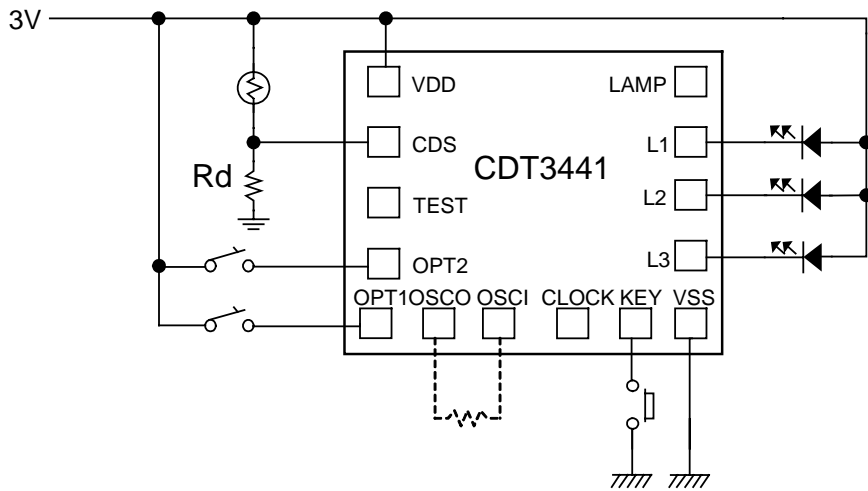 3V
VDD
LAMP
CDS
L1
CDT3441
Rd
TEST
L2
OPT2
L3
OPT1 OSCO OSCI CLOCK KEY VSS